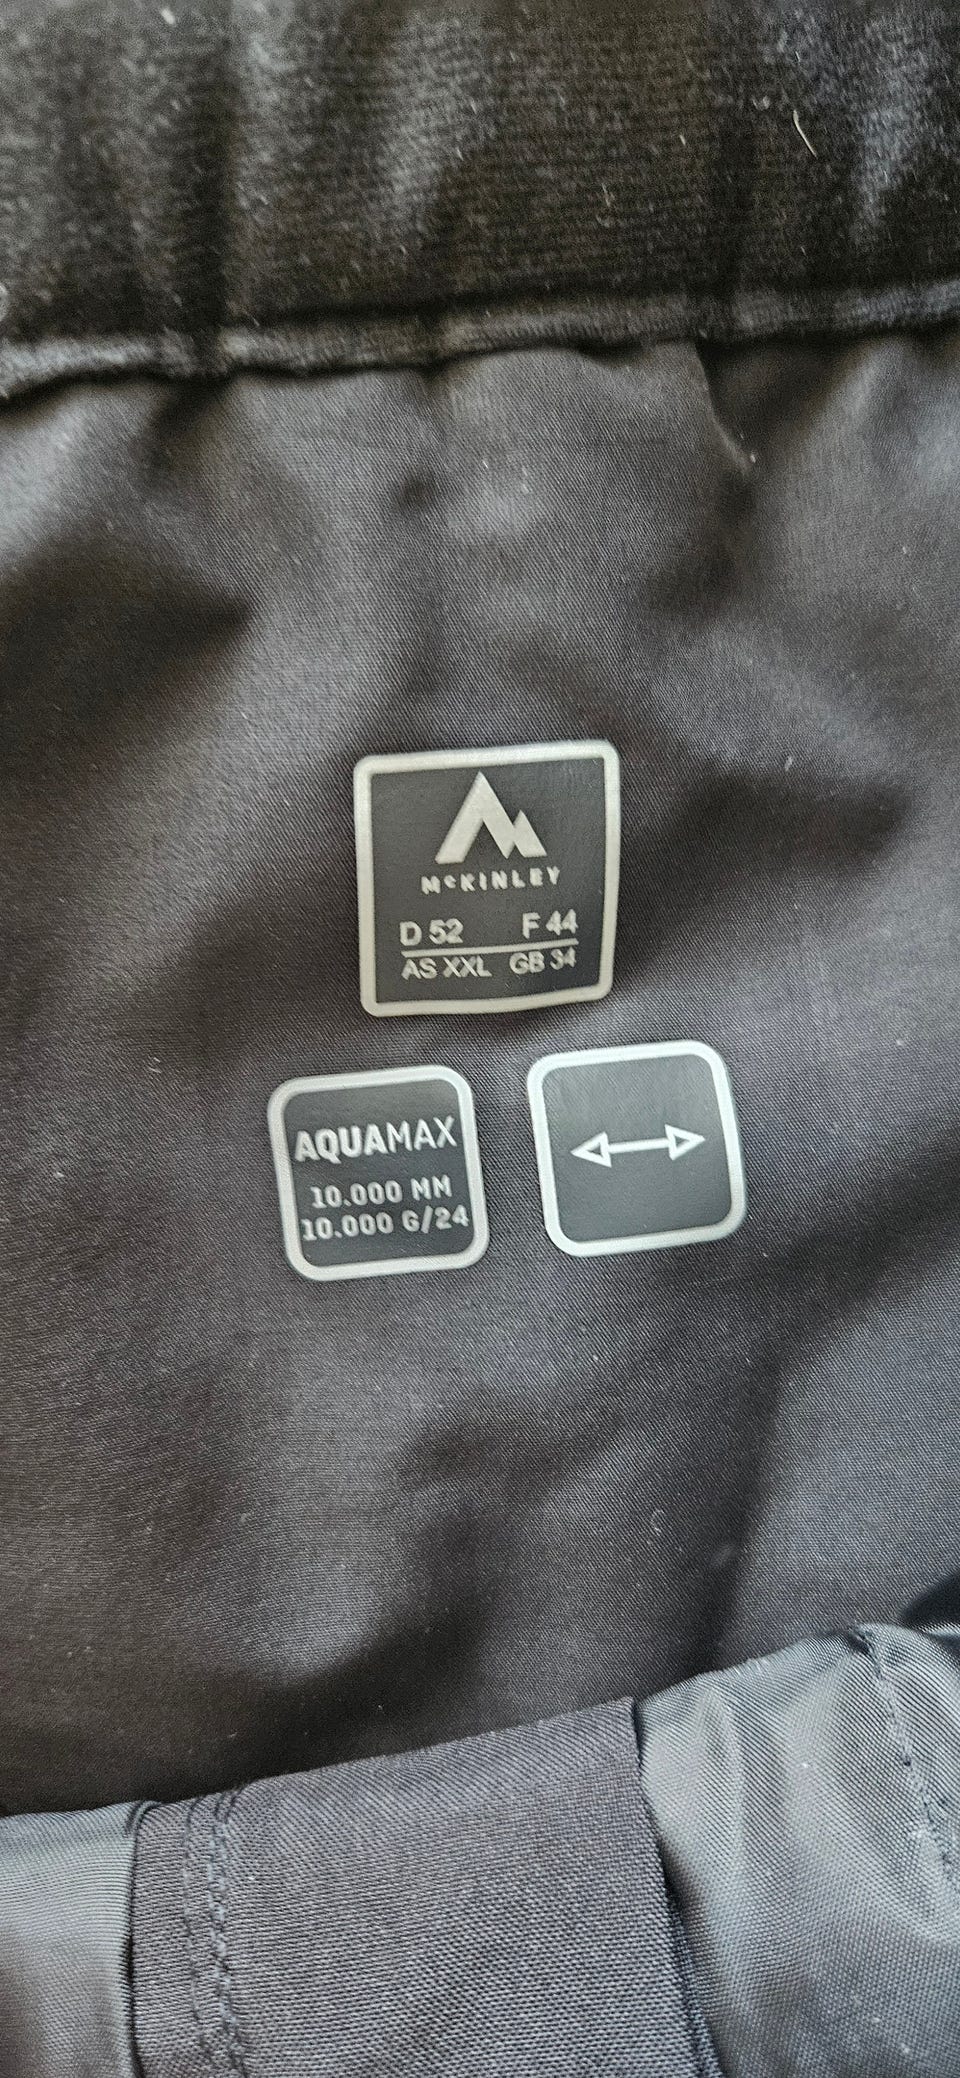 McKINLEY
D 52 F 44
AS XXL GB 34
AQUAMAX
10.000 MM
10.000 G/24